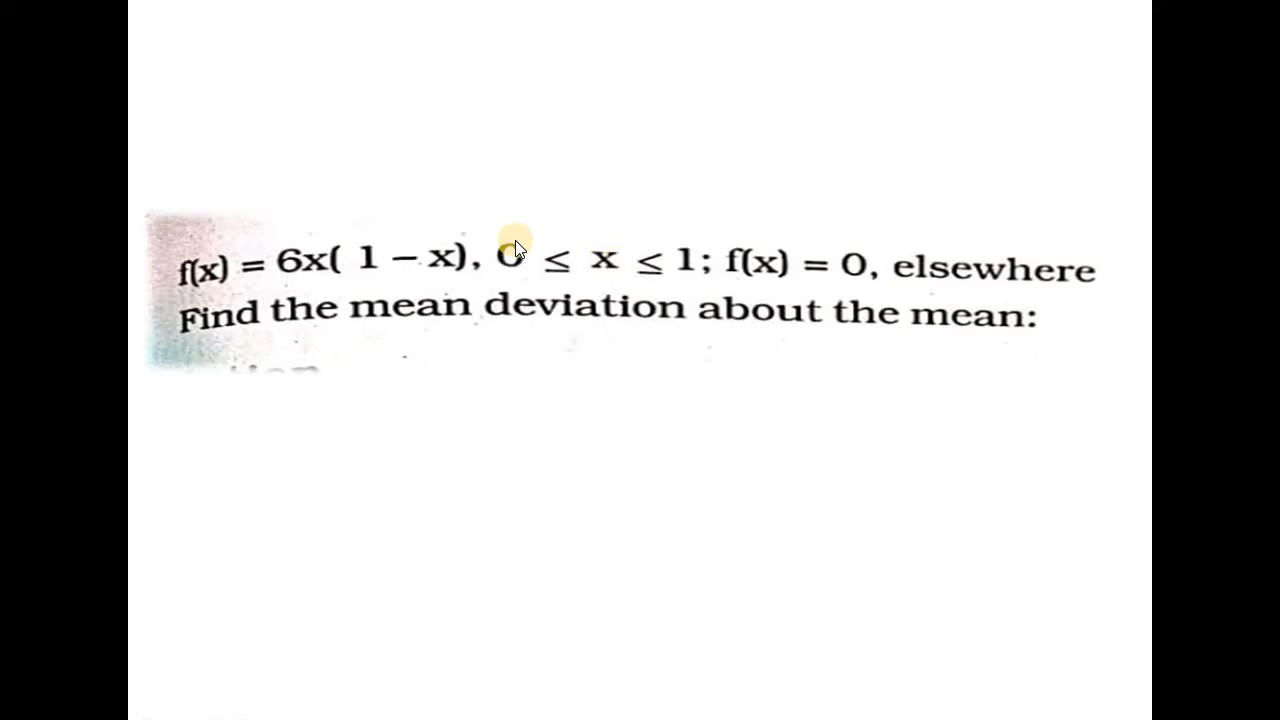 f(x) = 6x( 1 – x), 0 ≤ x ≤ 1; f(x) = 0, elsewhere
Find the mean deviation about the mean: